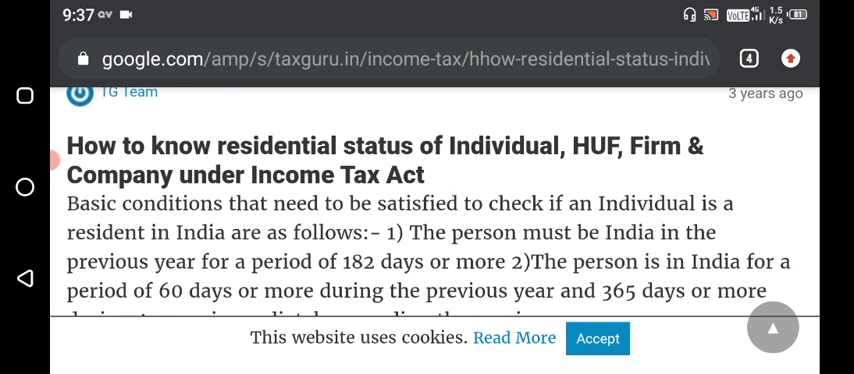 9:37
VoLTE 4G 1.5 K/s 81
google.com/amp/s/taxguru.in/income-tax/hhow-residential-status-indiv
4
TG Team
3 years ago
How to know residential status of Individual, HUF, Firm &
Company under Income Tax Act
Basic conditions that need to be satisfied to check if an Individual is a
resident in India are as follows:- 1) The person must be India in the
previous year for a period of 182 days or more 2)The person is in India for a
period of 60 days or more during the previous year and 365 days or more
This website uses cookies. Read More Accept